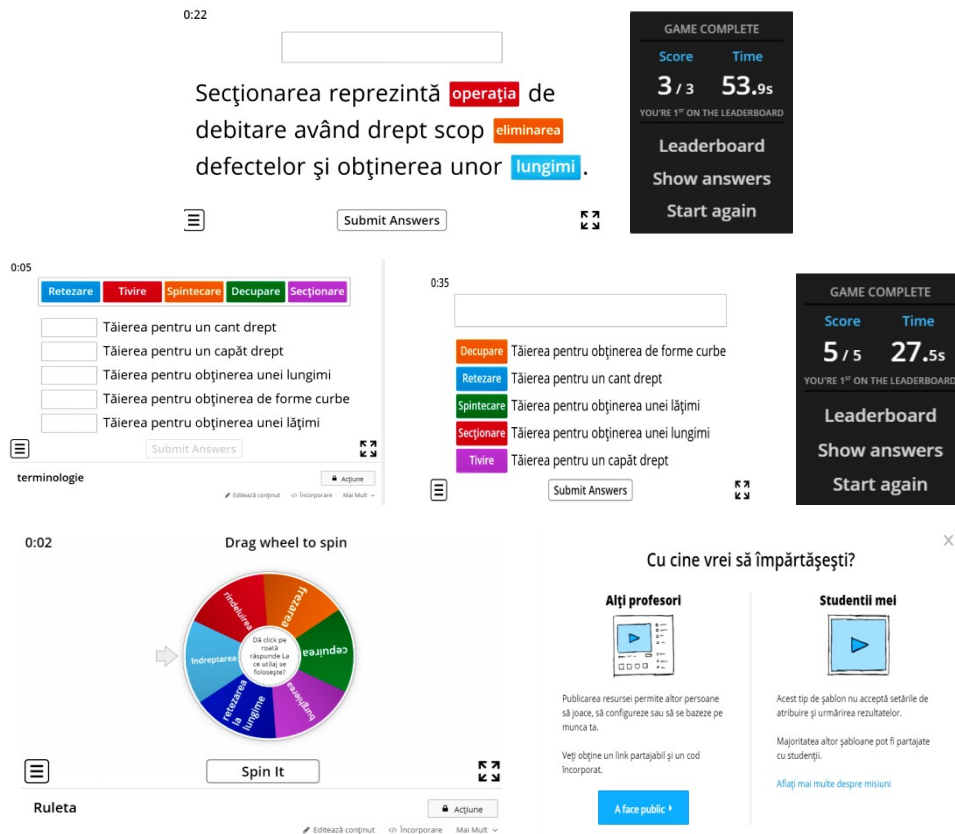 0:22
Secţionarea reprezintă operaţia de
debitare având drept scop eliminarea
defectelor şi obţinerea unor lungimi.
Submit Answers
GAME COMPLETE
Score Time
3 / 3 53.9s
YOU'RE 1ST ON THE LEADERBOARD
Leaderboard
Show answers
Start again
0:05
Retezare Tivire Spintecare Decupare Secţionare
Tăierea pentru un cant drept
Tăierea pentru un capăt drept
Tăierea pentru obţinerea unei lungimi
Tăierea pentru obţinerea de forme curbe
Tăierea pentru obţinerea unei lăţimi
Submit Answers
terminologie
Acţiune
Editează conţinut Încorporare Mai Mult
0:35
Decupare Tăierea pentru obţinerea de forme curbe
Retezare Tăierea pentru un cant drept
Spintecare Tăierea pentru obţinerea unei lăţimi
Secţionare Tăierea pentru obţinerea unei lungimi
Tivire Tăierea pentru un capăt drept
Submit Answers
GAME COMPLETE
Score Time
5 / 5 27.5s
YOU'RE 1ST ON THE LEADERBOARD
Leaderboard
Show answers
Start again
0:02
Drag wheel to spin
rindeluirea
frezarea
cepuirea
burghierea
retezarea
la
lungime
îndreptarea
Dă click pe
roată
răspunde La
ce utilaj se
foloseşte?
Spin It
Ruleta
Acţiune
Editează conţinut Încorporare Mai Mult
Cu cine vrei să împărtăşeşti?
Alţi profesori
Publicarea resursei permite altor persoane
să joace, să configureze sau să se bazeze pe
munca ta.
Veţi obţine un link partajabil şi un cod
încorporat.
A face public
Studentii mei
Acest tip de şablon nu acceptă setările de
atribuire şi urmărirea rezultatelor.
Majoritatea altor şabloane pot fi partajate
cu studenţii.
Aflaţi mai multe despre misiuni